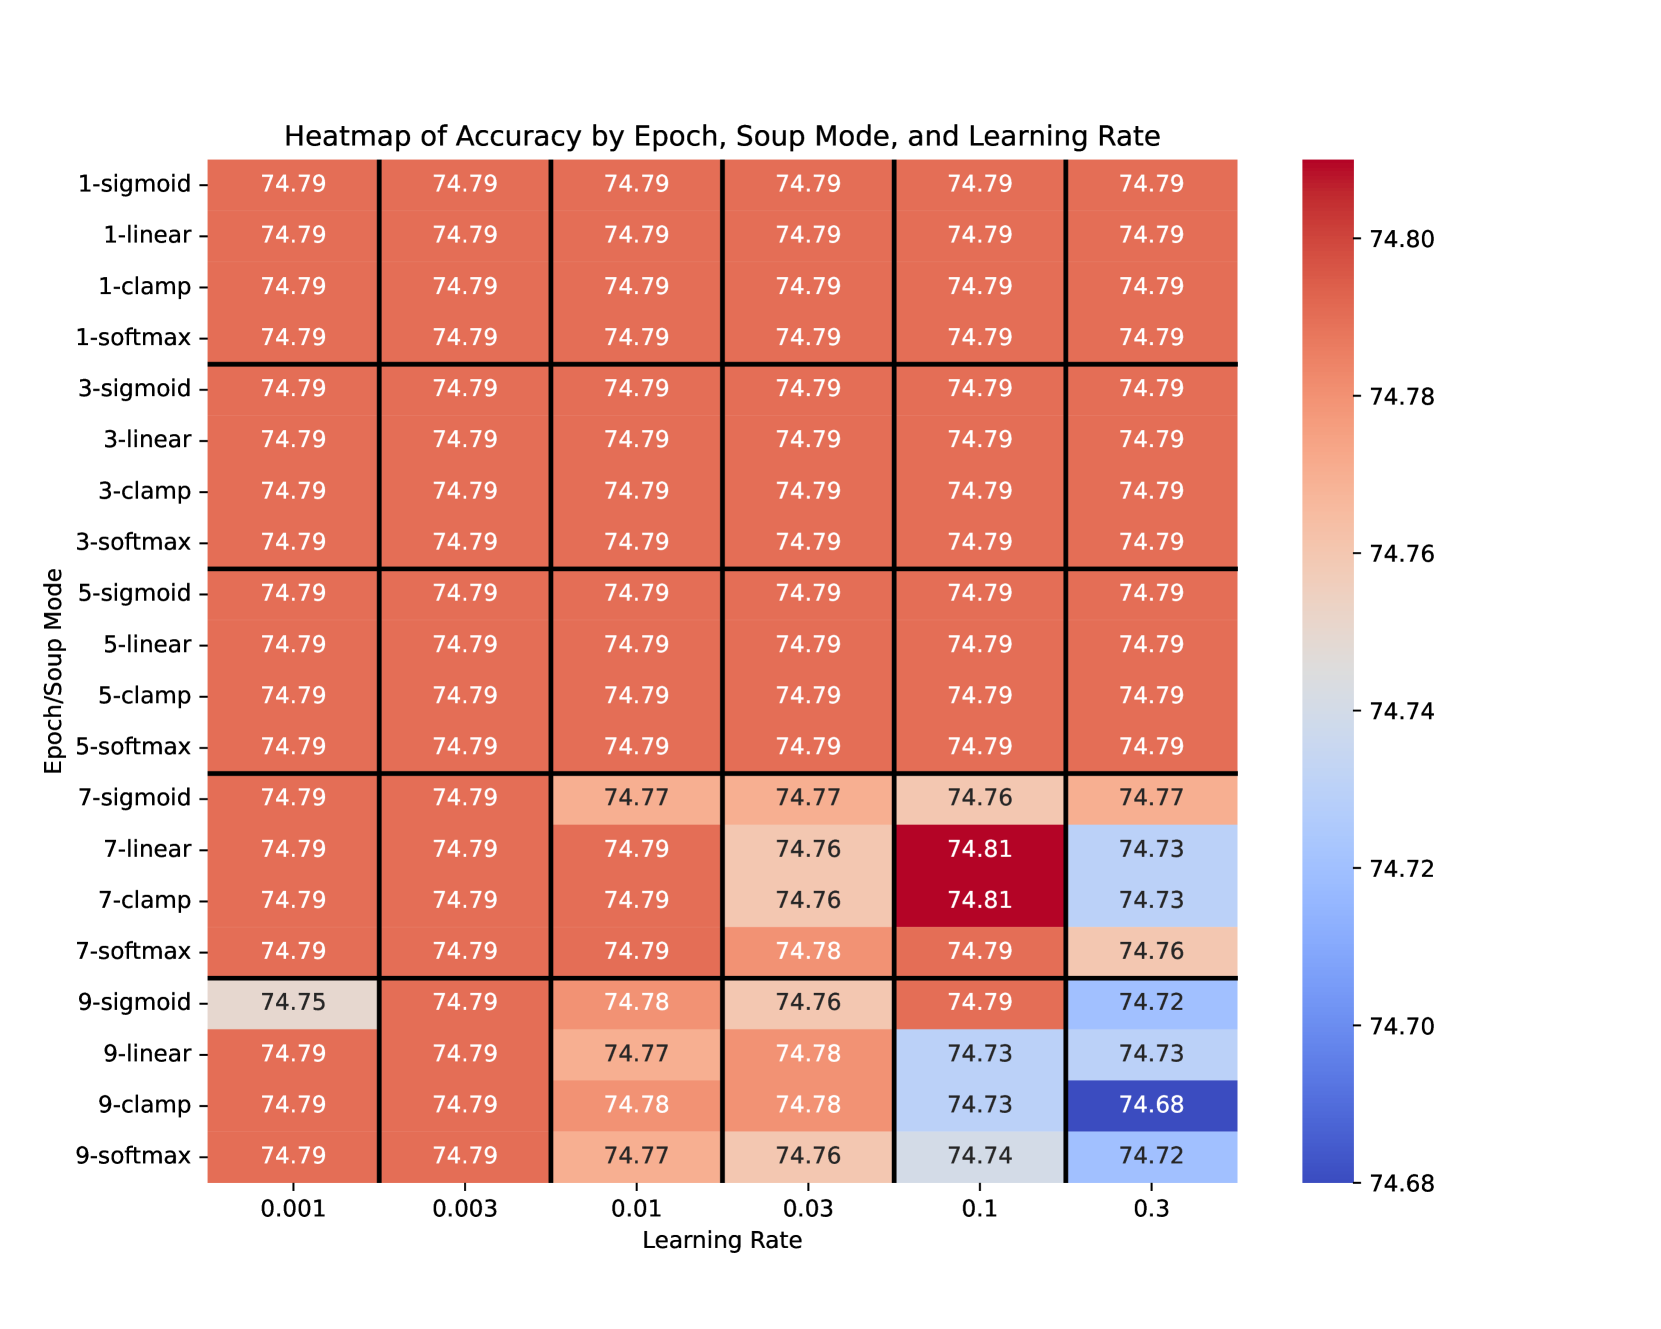 Heatmap of Accuracy by Epoch, Soup Mode, and Learning Rate
1-sigmoid 74.79 74.79 74.79 74.79 74.79 74.79
1-linear 74.79 74.79 74.79 74.79 74.79 74.79
1-clamp 74.79 74.79 74.79 74.79 74.79 74.79
1-softmax 74.79 74.79 74.79 74.79 74.79 74.79
3-sigmoid 74.79 74.79 74.79 74.79 74.79 74.79
3-linear 74.79 74.79 74.79 74.79 74.79 74.79
3-clamp 74.79 74.79 74.79 74.79 74.79 74.79
3-softmax 74.79 74.79 74.79 74.79 74.79 74.79
5-sigmoid 74.79 74.79 74.79 74.79 74.79 74.79
5-linear 74.79 74.79 74.79 74.79 74.79 74.79
5-clamp 74.79 74.79 74.79 74.79 74.79 74.79
5-softmax 74.79 74.79 74.79 74.79 74.79 74.79
7-sigmoid 74.79 74.79 74.77 74.77 74.76 74.77
7-linear 74.79 74.79 74.79 74.76 74.81 74.73
7-clamp 74.79 74.79 74.79 74.76 74.81 74.73
7-softmax 74.79 74.79 74.79 74.78 74.79 74.76
9-sigmoid 74.75 74.79 74.78 74.76 74.79 74.72
9-linear 74.79 74.79 74.77 74.78 74.73 74.73
9-clamp 74.79 74.79 74.78 74.78 74.73 74.68
9-softmax 74.79 74.79 74.77 74.76 74.74 74.72
0.001 0.003 0.01 0.03 0.1 0.3
Learning Rate
Epoch/Soup Mode
74.80
74.78
74.76
74.74
74.72
74.70
74.68